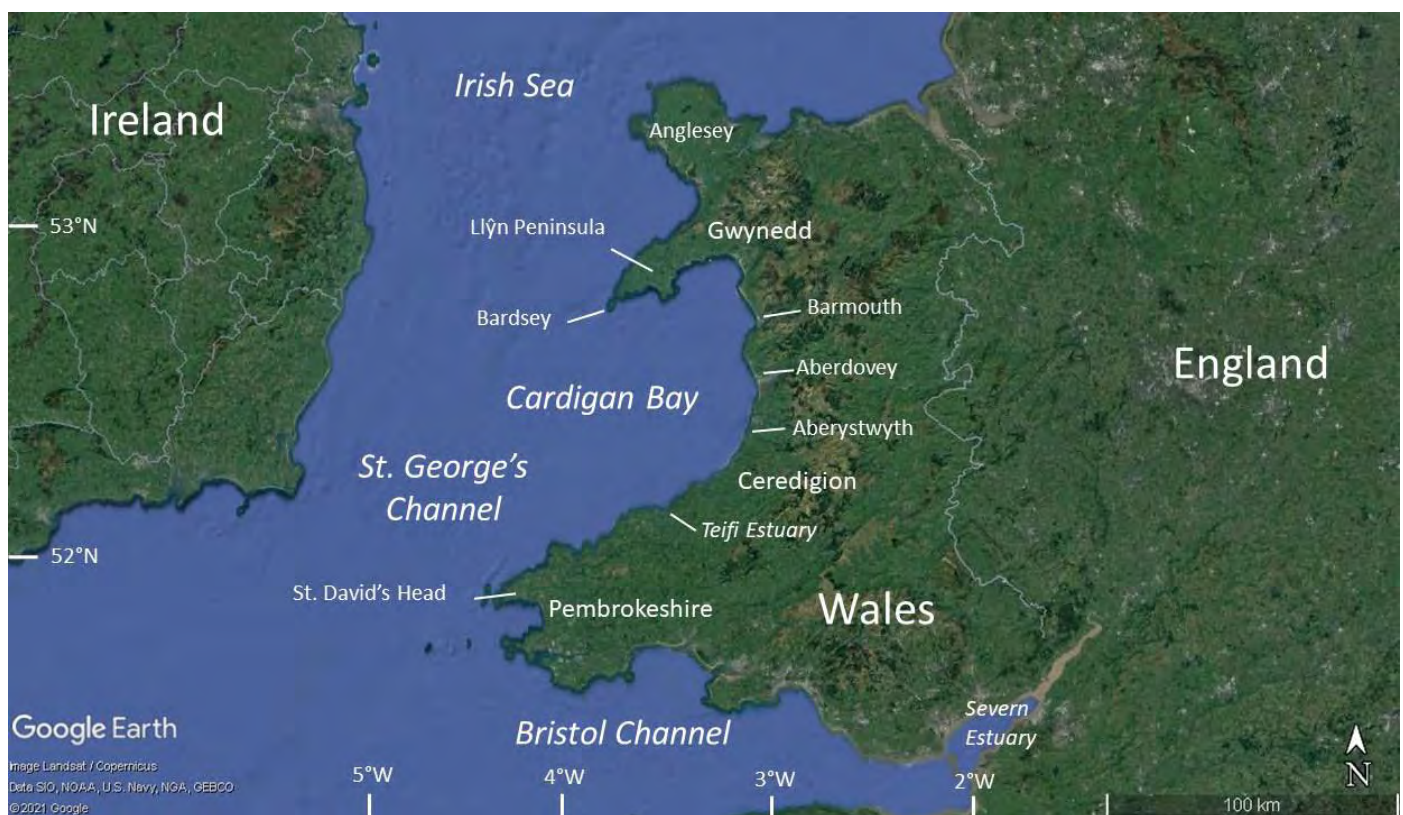 Irish Sea
Ireland
Anglesey
53°N
Llŷn Peninsula
Gwynedd
Bardsey
Barmouth
England
Aberdovey
Cardigan Bay
Aberystwyth
St. George's
Channel
Ceredigion
Teifi Estuary
52°N
St. David's Head
Pembrokeshire
Wales
Severn
Estuary
Bristol Channel
Google Earth
Image Landsat / Copernicus
Data SIO, NOAA, U.S. Navy, NGA, GEBCO
©2021 Google
5°W
4°W
3°W
2°W
N
100 km